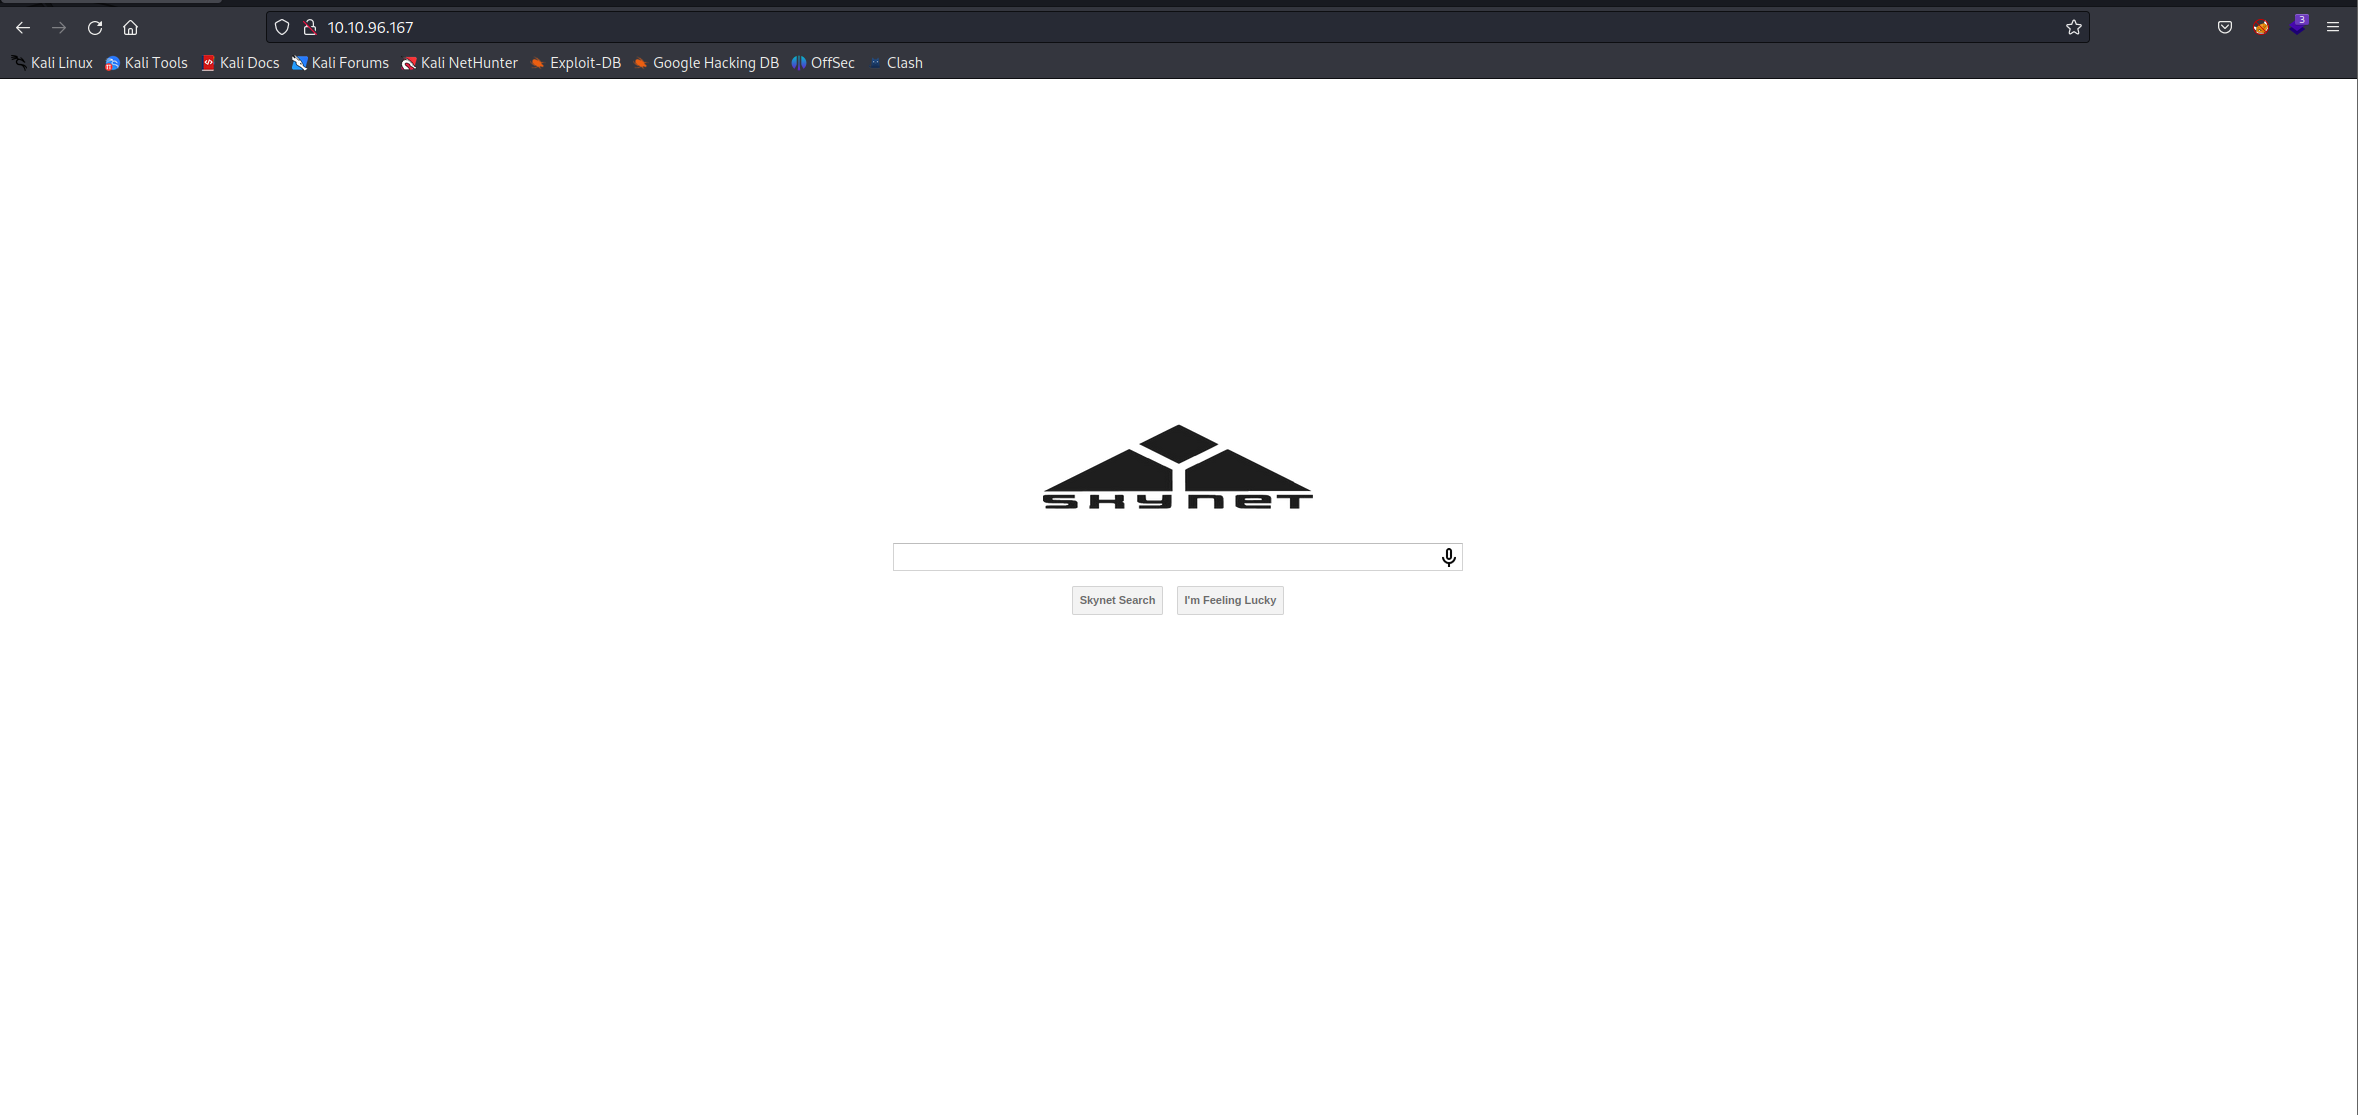 10.10.96.167
3
Kali Linux Kali Tools Kali Docs Kali Forums Kali NetHunter Exploit-DB Google Hacking DB OffSec Clash
SKYNET
Skynet Search I'm Feeling Lucky